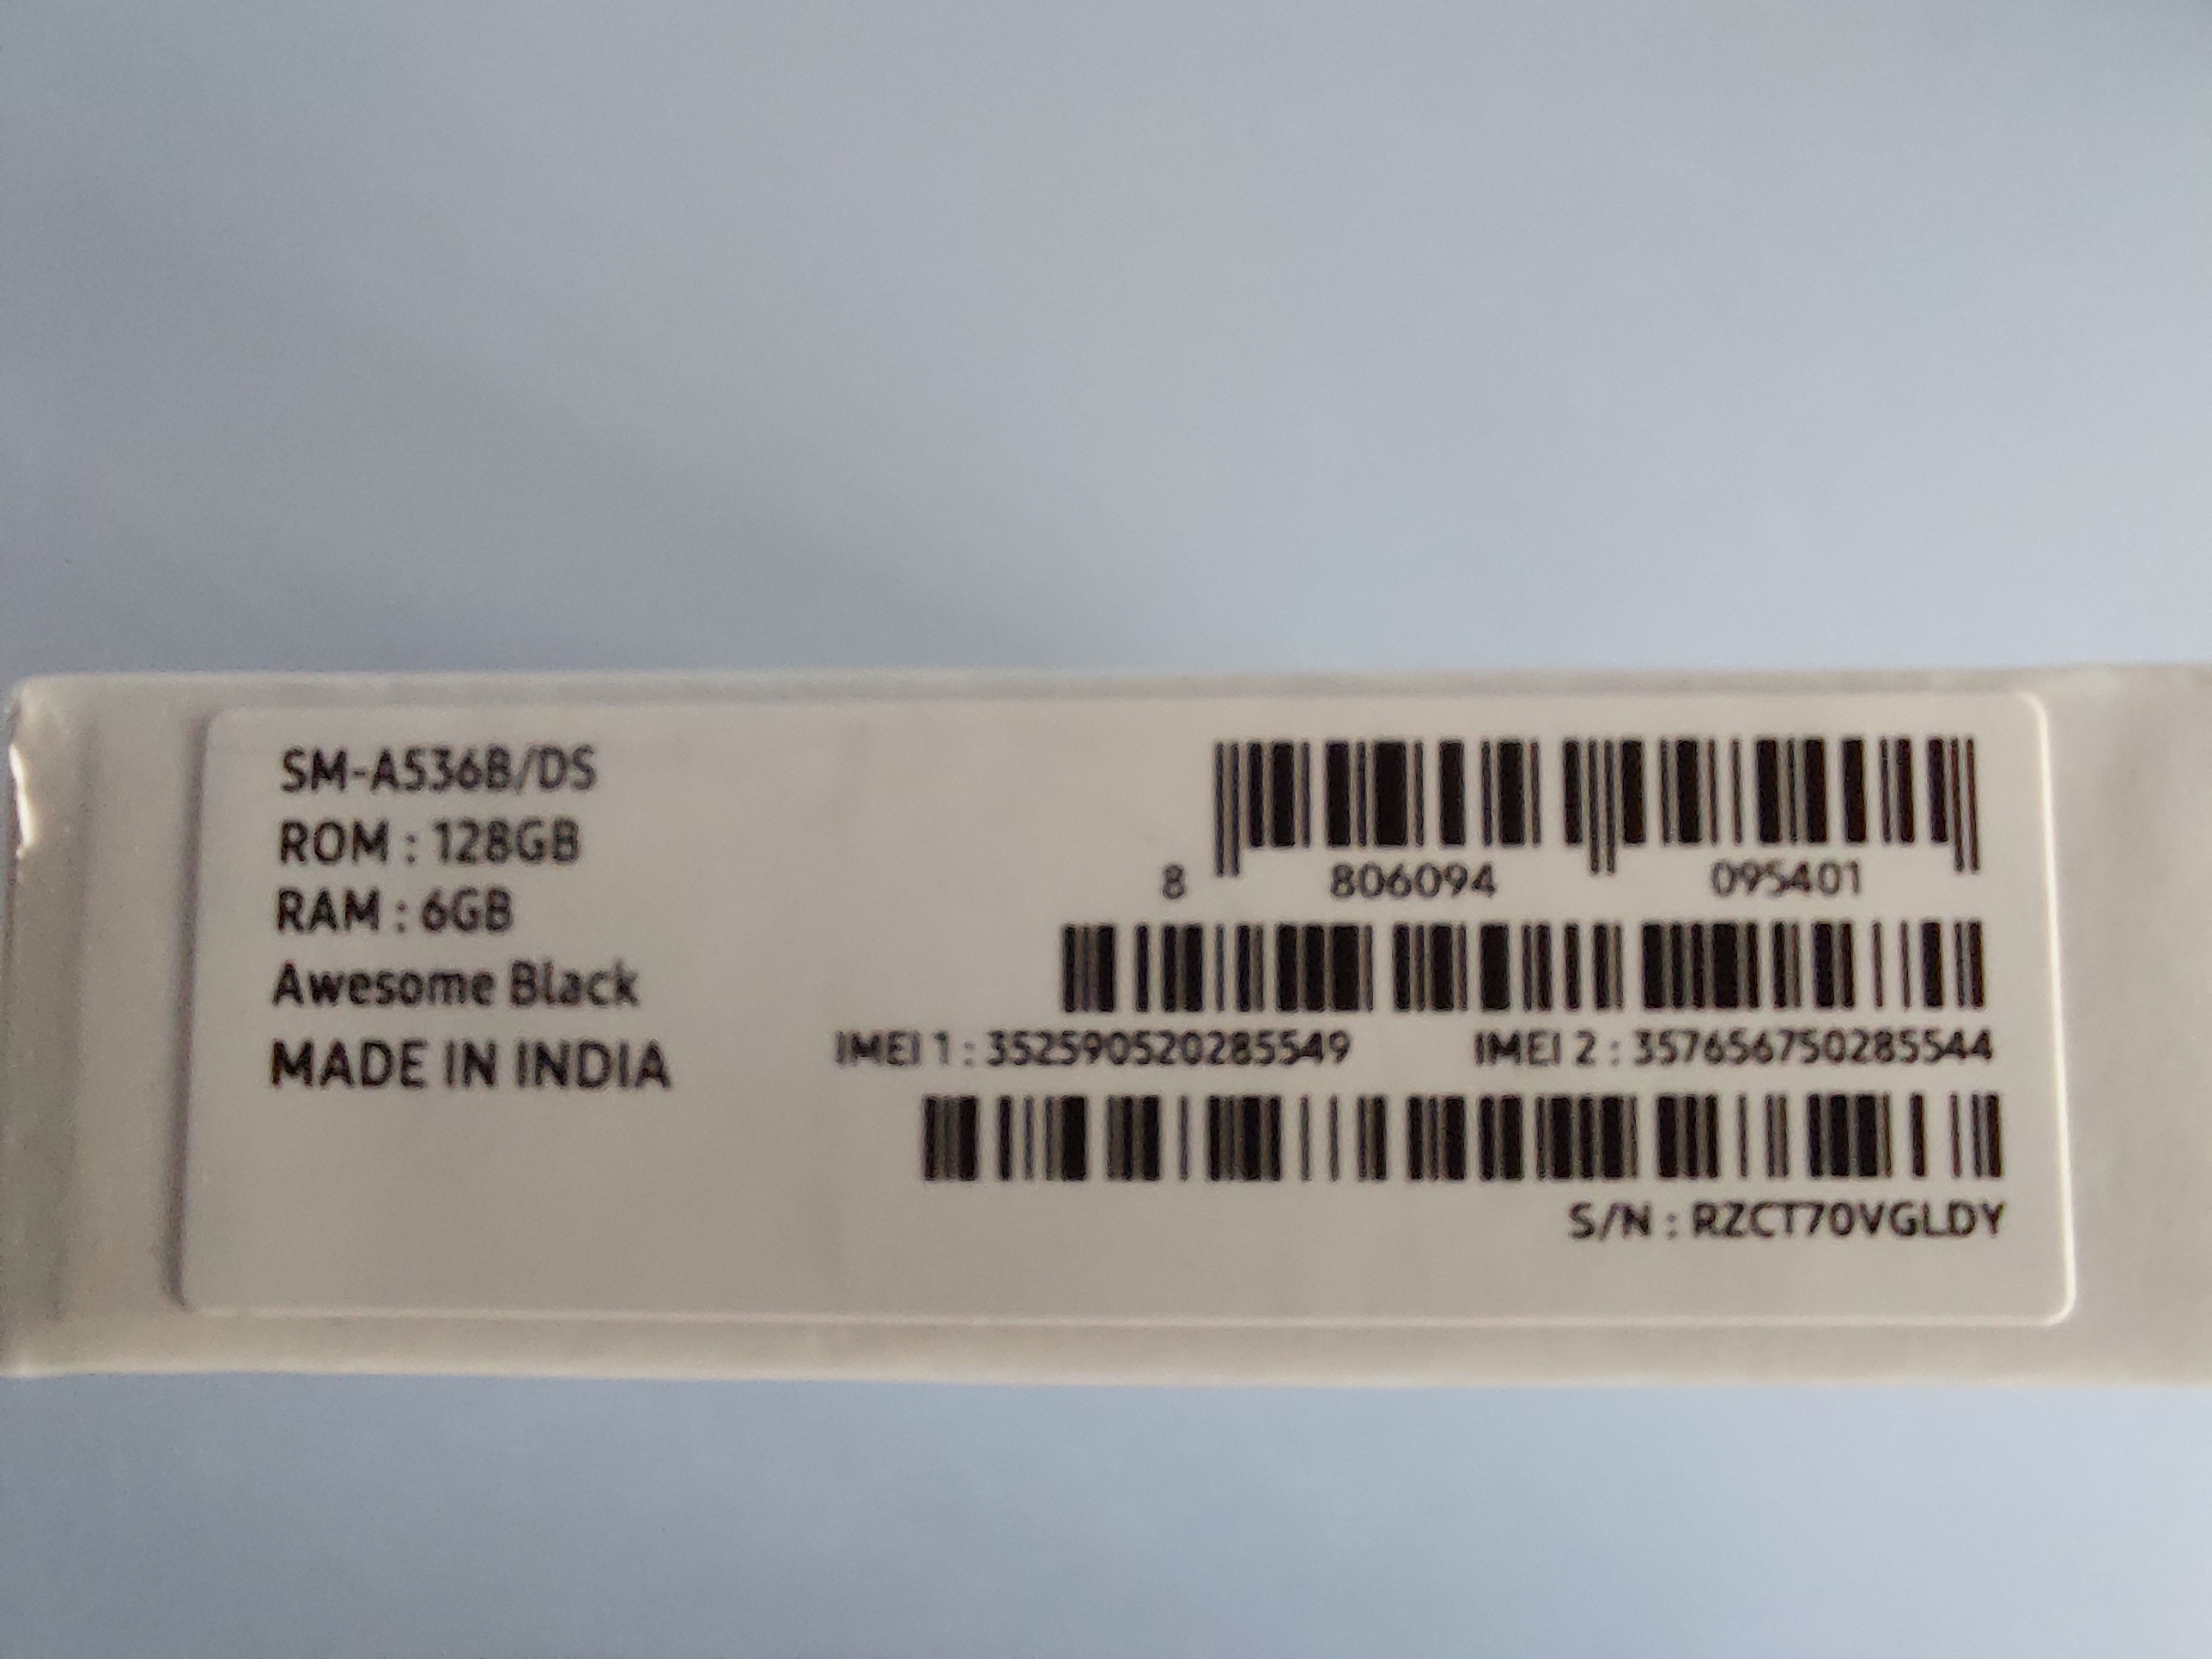 SM-A536B/DS
ROM : 128GB
RAM : 6GB
Awesome Black
MADE IN INDIA
8 806094 095401
IMEI 1 : 352590520285549 IMEI 2 : 357656750285544
S/N : RZCT70VGLDY